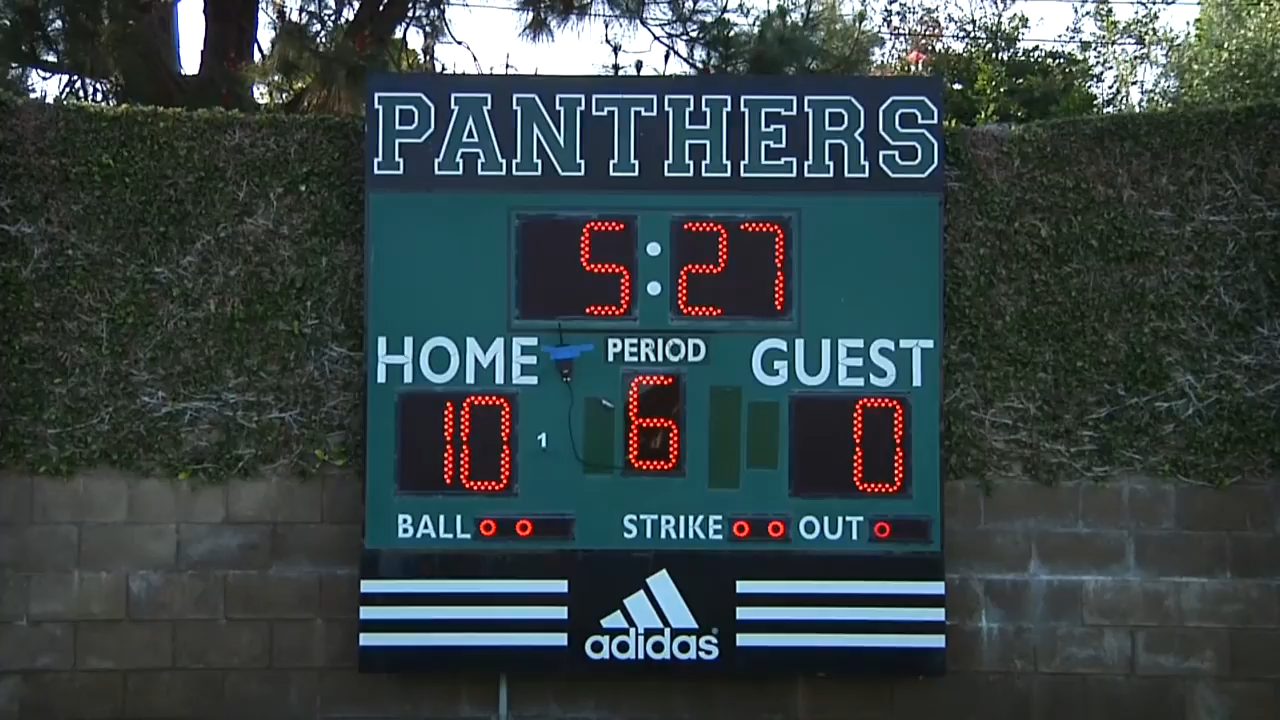 PANTHERS
5:27
HOME PERIOD GUEST
10 1 6 0
BALL STRIKE OUT
adidas